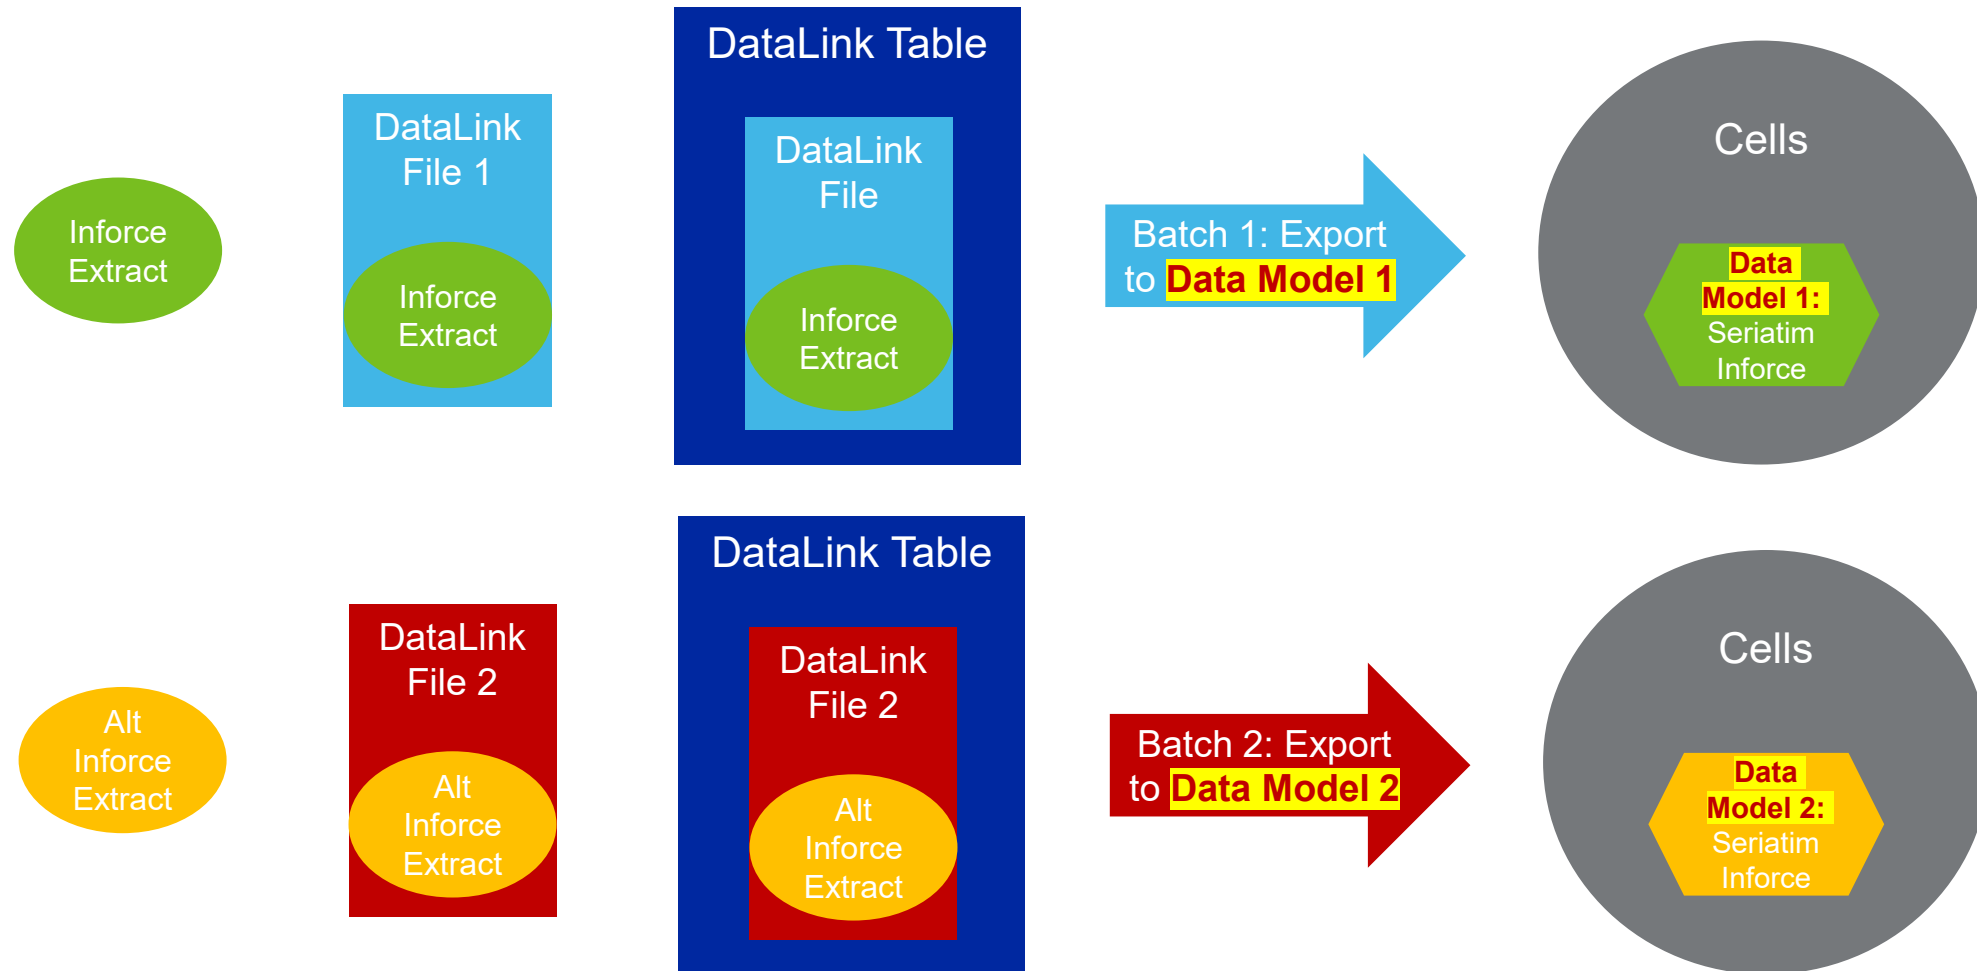 Inforce
Extract
DataLink
File 1
Inforce
Extract
DataLink Table
DataLink
File
Inforce
Extract
Batch 1: Export
to Data Model 1
Cells
Data
Model 1:
Seriatim
Inforce
Alt
Inforce
Extract
DataLink
File 2
Alt
Inforce
Extract
DataLink Table
DataLink
File 2
Alt
Inforce
Extract
Batch 2: Export
to Data Model 2
Cells
Data
Model 2:
Seriatim
Inforce